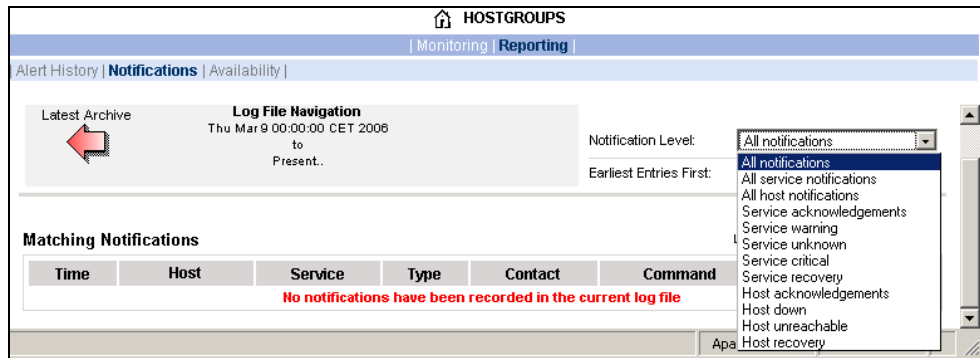 HOSTGROUPS
| Monitoring | Reporting |
| Alert History | Notifications | Availability |
Latest Archive
Log File Navigation
Thu Mar 9 00:00:00 CET 2006
to
Present..
Notification Level:
All notifications
Earliest Entries First:
All notifications
All service notifications
All host notifications
Service acknowledgements
Service warning
Service unknown
Service critical
Service recovery
Host acknowledgements
Host down
Host unreachable
Host recovery
Matching Notifications
Time Host Service Type Contact Command
No notifications have been recorded in the current log file
Apa